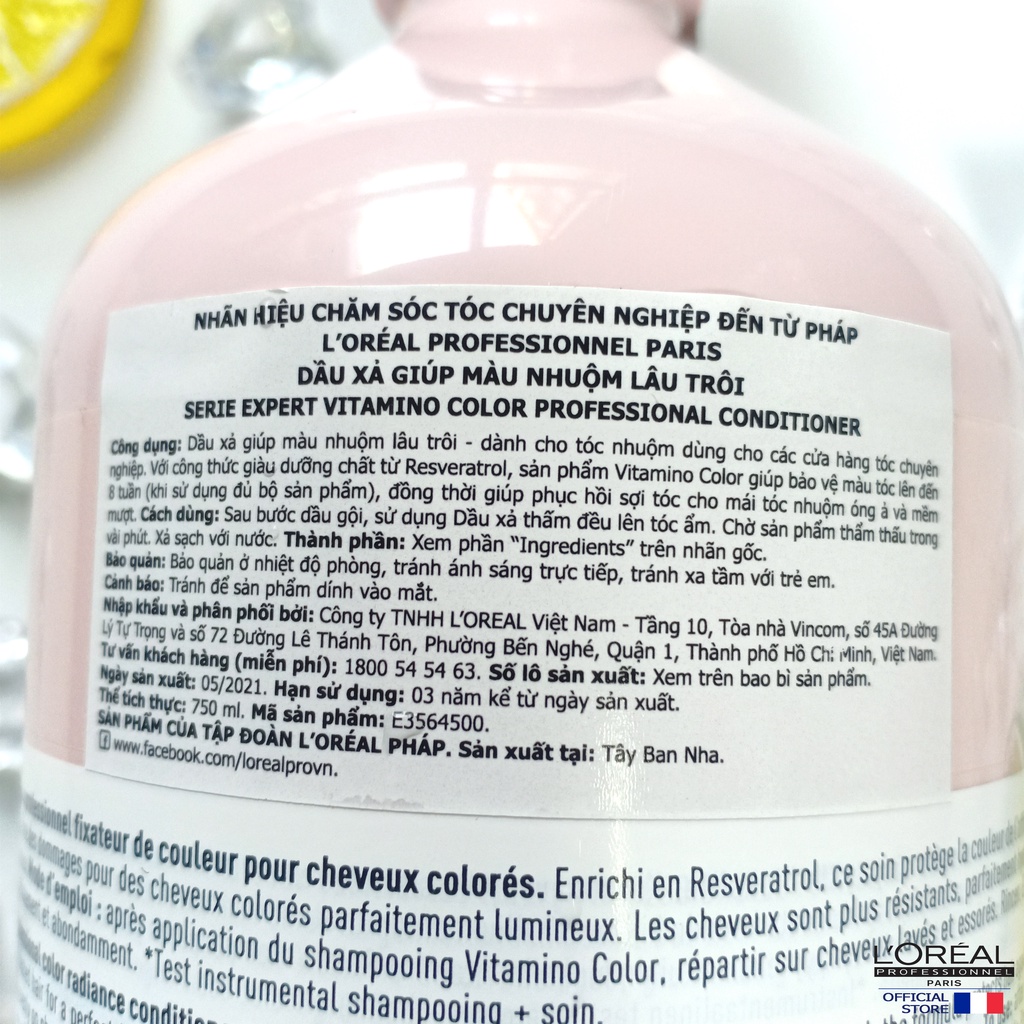 NHÃN HIỆU CHĂM SÓC TÓC CHUYÊN NGHIỆP ĐẾN TỪ PHÁP
L'ORÉAL PROFESSIONNEL PARIS
DẦU XẢ GIÚP MÀU NHUỘM LÂU TRÔI
SERIE EXPERT VITAMINO COLOR PROFESSIONAL CONDITIONER
Công dụng: Dầu xả giúp màu nhuộm lâu trôi - dành cho tóc nhuộm dùng cho các cửa hàng tóc chuyên
nghiệp. Với công thức giàu dưỡng chất từ Resveratrol, sản phẩm Vitamino Color giúp bảo vệ màu tóc lên đến
8 tuần (khi sử dụng đủ bộ sản phẩm), đồng thời giúp phục hồi sợi tóc cho mái tóc nhuộm óng ả và mềm
mượt. Cách dùng: Sau bước dầu gội, sử dụng Dầu xả thấm đều lên tóc ẩm. Chờ sản phẩm thẩm thấu trong
vài phút. Xả sạch với nước. Thành phần: Xem phần "Ingredients" trên nhãn gốc.
Bảo quản: Bảo quản ở nhiệt độ phòng, tránh ánh sáng trực tiếp, tránh xa tầm với trẻ em.
Cảnh báo: Tránh để sản phẩm dính vào mắt.
Nhập khẩu và phân phối bởi: Công ty TNHH L'OREAL Việt Nam - Tầng 10, Tòa nhà Vincom, số 45A Đường
Lý Tự Trọng và số 72 Đường Lê Thánh Tôn, Phường Bến Nghé, Quận 1, Thành phố Hồ Chí Minh, Việt Nam.
Tư vấn khách hàng (miễn phí): 1800 54 54 63. Số lô sản xuất: Xem trên bao bì sản phẩm.
Ngày sản xuất: 05/2021. Hạn sử dụng: 03 năm kể từ ngày sản xuất.
Thể tích thực: 750 ml. Mã sản phẩm: E3564500.
SẢN PHẨM CỦA TẬP ĐOÀN L'ORÉAL PHÁP. Sản xuất tại: Tây Ban Nha.
www.facebook.com/lorealprovn.
fixateur de couleur pour cheveux colorés. Enrichi en Resveratrol, ce soin protège la couleur
dommages pour des cheveux colorés parfaitement lumineux. Les cheveux sont plus résistants, parfaitement
Mode d'emploi : après application du shampooing Vitamino Color, répartir sur cheveux lavés et essorés.
et abondamment. *Test instrumental shampooing + soin.
color radiance
hair for a
L'ORÉAL
PROFESSIONNEL
PARIS
OFFICIAL
STORE